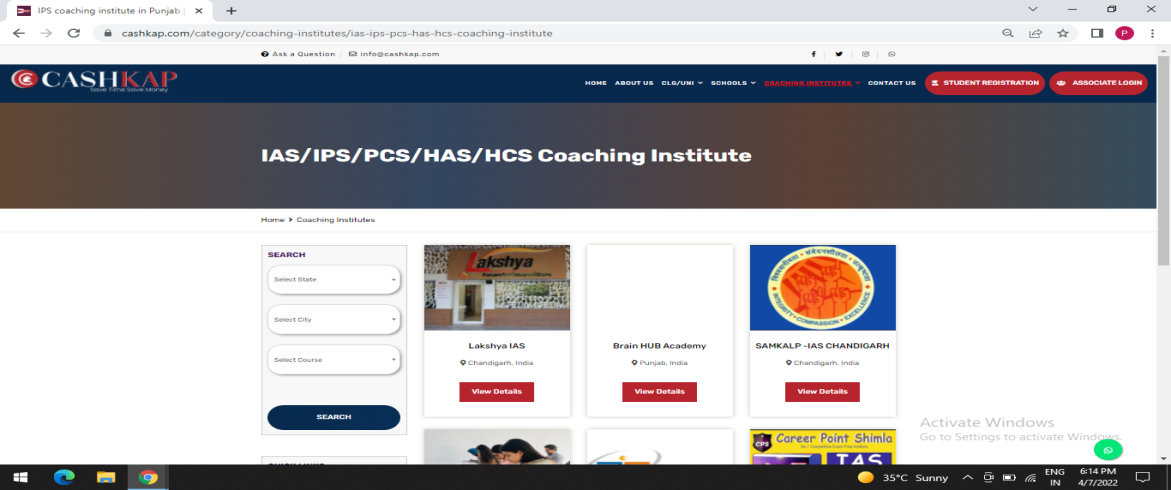 IPS coaching institute in Punjab |
cashkap.com/category/coaching-institutes/ias-ips-pcs-has-hcs-coaching-institute
P
Ask a Question
info@cashkap.com
CASHKAP
Save Time Save Money
HOME ABOUT US CLG/UNI SCHOOLS COACHING INSTITUTES CONTACT US STUDENT REGISTRATION ASSOCIATE LOGIN
IAS/IPS/PCS/HAS/HCS Coaching Institute
Home > Coaching Institutes
SEARCH
Select State
Select City
Select Course
SEARCH
Lakshya
Lakshya IAS
Chandigarh, India
View Details
Brain HUB Academy
Punjab, India
View Details
INTEGRITY - COMPASSION - EXCELLENCE
SAMKALP -IAS CHANDIGARH
Chandigarh, India
View Details
CPS
Career Point Shimla
IAS
Activate Windows
Go to Settings to activate Windows.
35°C Sunny
ENG
IN
6:14 PM
4/7/2022